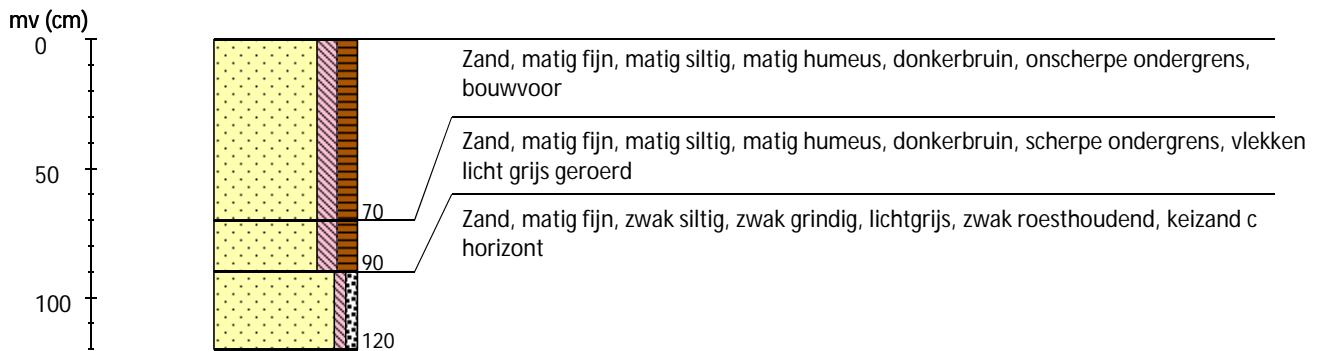 mv (cm)
0
Zand, matig fijn, matig siltig, matig humeus, donkerbruin, onscherpe ondergrens,
bouwvoor
Zand, matig fijn, matig siltig, matig humeus, donkerbruin, scherpe ondergrens, vlekken
licht grijs geroerd
50
70
Zand, matig fijn, zwak siltig, zwak grindig, lichtgrijs, zwak roesthoudend, keizand c
horizont
90
100
120